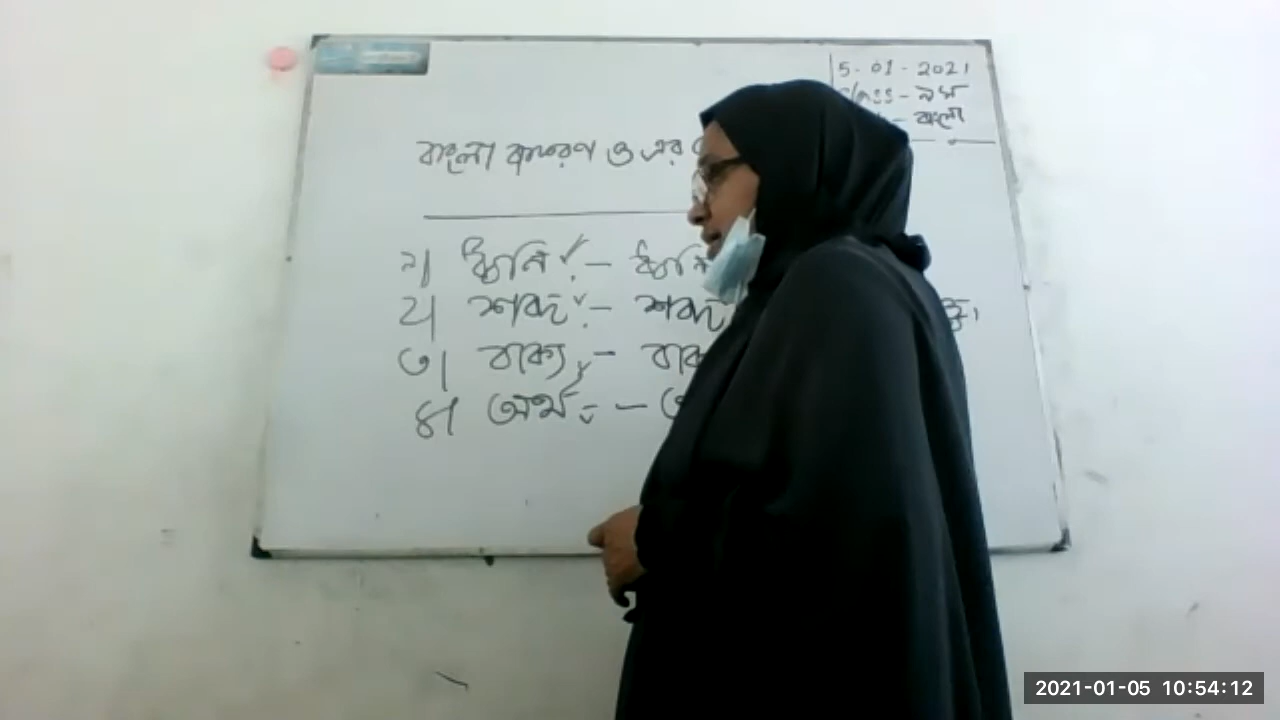 5-01-2021
Class - ৯ম
- বাংলা
বাংলা ব্যাকরণ ও এর
১। ধ্বনি :- ধ্বনি
২। শব্দ :- শব্দ
৩। বাক্য :- বাক্য
৪। অর্থ :-
2021-01-05 10:54:12